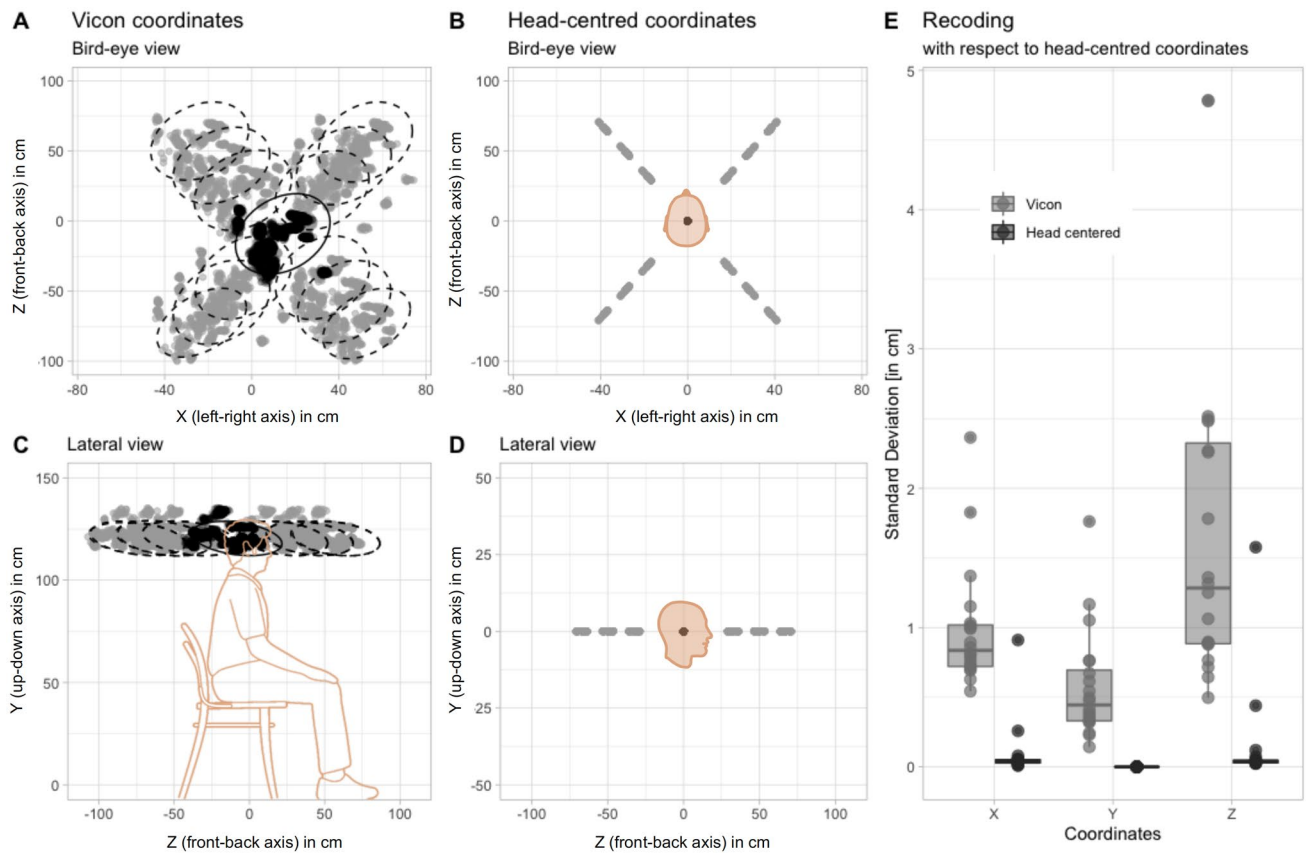 A Vicon coordinates
Bird-eye view
100
50
0
-50
-100
-80
-40
0
40
80
Z (front-back axis) in cm
X (left-right axis) in cm
B Head-centred coordinates
Bird-eye view
100
50
0
-50
-100
-80
-40
0
40
80
Z (front-back axis) in cm
X (left-right axis) in cm
C Lateral view
150
100
50
0
-100
-50
0
50
100
Y (up-down axis) in cm
Z (front-back axis) in cm
D Lateral view
50
25
0
-25
-50
-100
-50
0
50
100
Y (up-down axis) in cm
Z (front-back axis) in cm
E Recoding
with respect to head-centred coordinates
5
4
3
2
1
0
Standard Deviation [in cm]
Vicon
Head centered
X
Y
Z
Coordinates